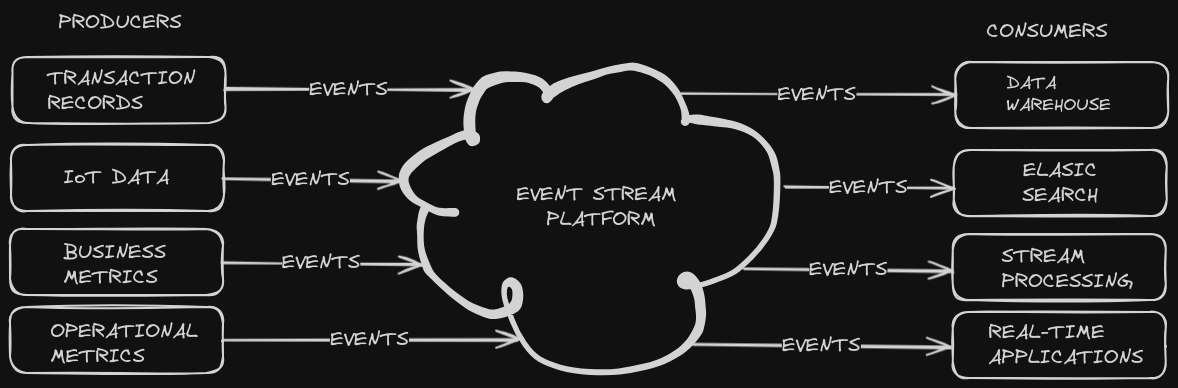 PRODUCERS
CONSUMERS
TRANSACTION
RECORDS
EVENTS
EVENTS
DATA
WAREHOUSE
IoT DATA
EVENTS
EVENT STREAM
PLATFORM
EVENTS
ELASIC
SEARCH
BUSINESS
METRICS
EVENTS
EVENTS
STREAM
PROCESSING
OPERATIONAL
METRICS
EVENTS
EVENTS
REAL-TIME
APPLICATIONS